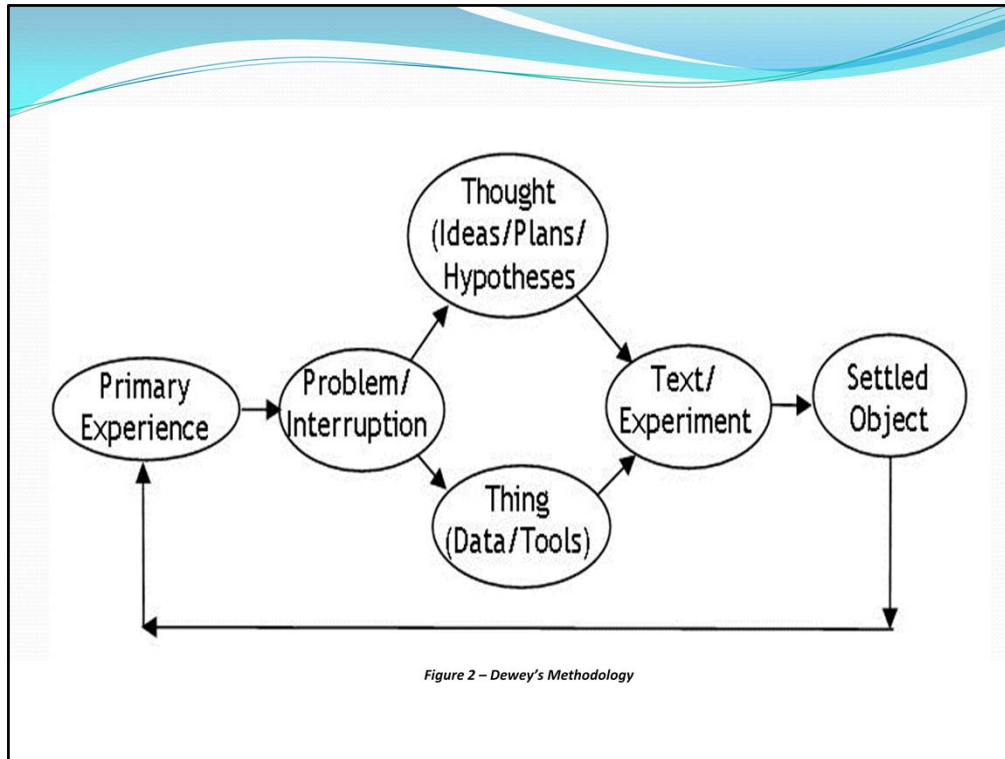 Thought
(Ideas/Plans/
Hypotheses
Primary
Experience
Problem/
Interruption
Text/
Experiment
Settled
Object
Thing
(Data/Tools)
Figure 2 – Dewey's Methodology